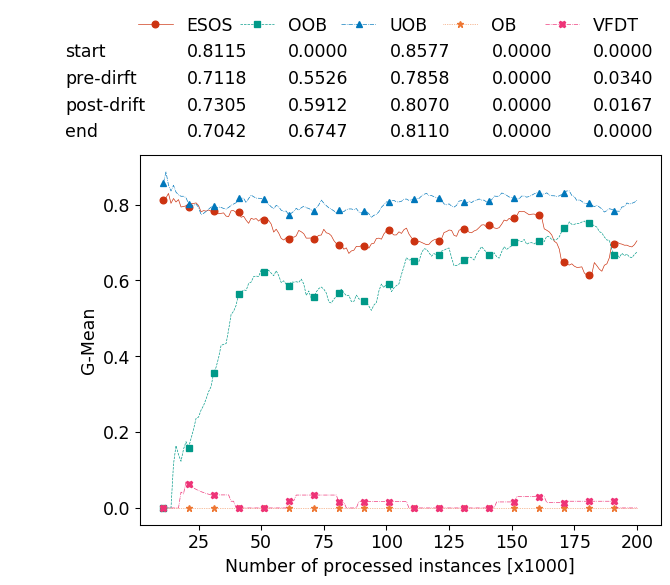 ESOS OOB UOB OB VFDT
start 0.8115 0.0000 0.8577 0.0000 0.0000
pre-dirft 0.7118 0.5526 0.7858 0.0000 0.0340
post-drift 0.7305 0.5912 0.8070 0.0000 0.0167
end 0.7042 0.6747 0.8110 0.0000 0.0000
0.8
0.6
0.4
0.2
0.0
G-Mean
25 50 75 100 125 150 175 200
Number of processed instances [x1000]